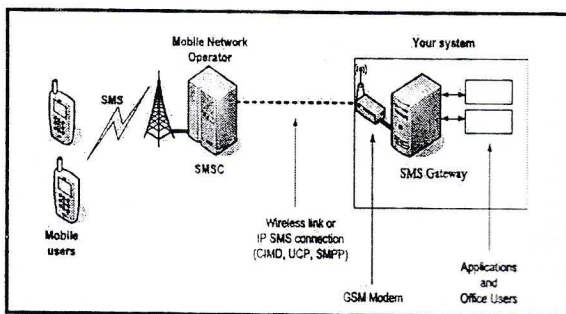 Mobile Network
Operator
Your system
SMS
SMSC
SMS Gateway
Mobile
users
Wireless link or
IP SMS connection
(CIMD, UCP, SMPP)
GSM Modem
Applications
and
Office Users